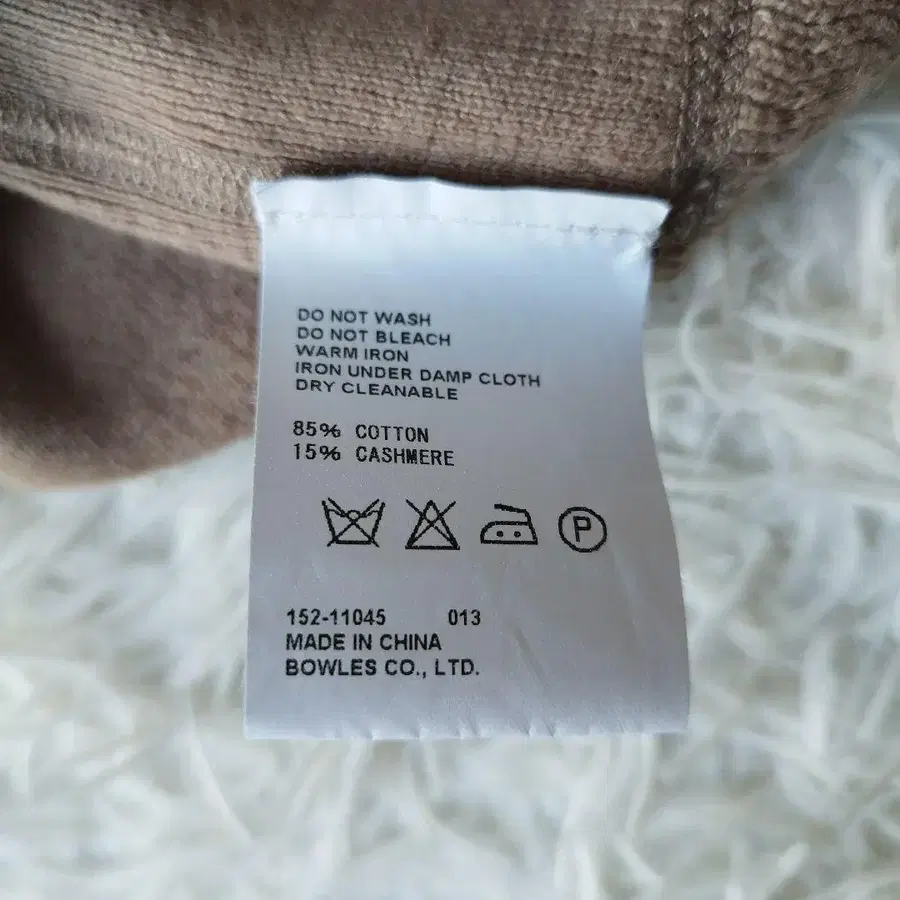 DO NOT WASH
DO NOT BLEACH
WARM IRON
IRON UNDER DAMP CLOTH
DRY CLEANABLE
85% COTTON
15% CASHMERE
P
152-11045 013
MADE IN CHINA
BOWLES CO., LTD.